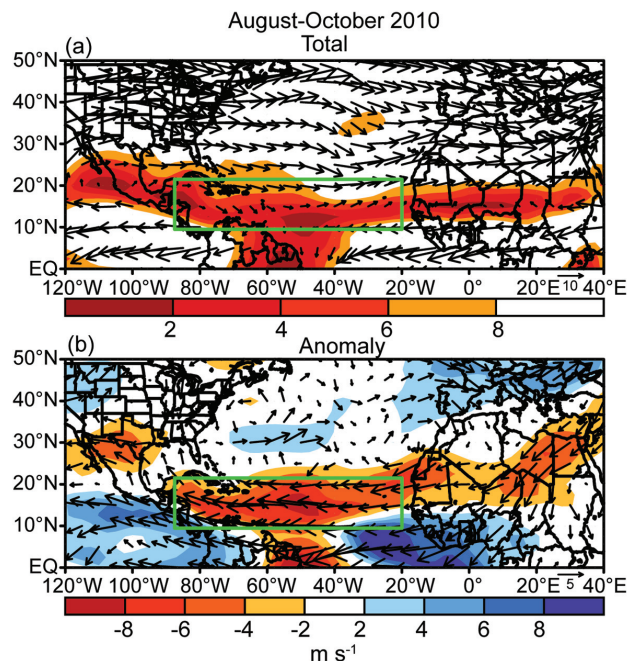 August-October 2010
Total
(a)
50°N
40°N
30°N
20°N
10°N
EQ
120°W 100°W 80°W 60°W 40°W 20°W 0° 20°E 10 40°E
2 4 6 8
(b) Anomaly
50°N
40°N
30°N
20°N
10°N
EQ
120°W 100°W 80°W 60°W 40°W 20°W 0° 20°E 5 40°E
-8 -6 -4 -2 2 4 6 8
m s⁻¹